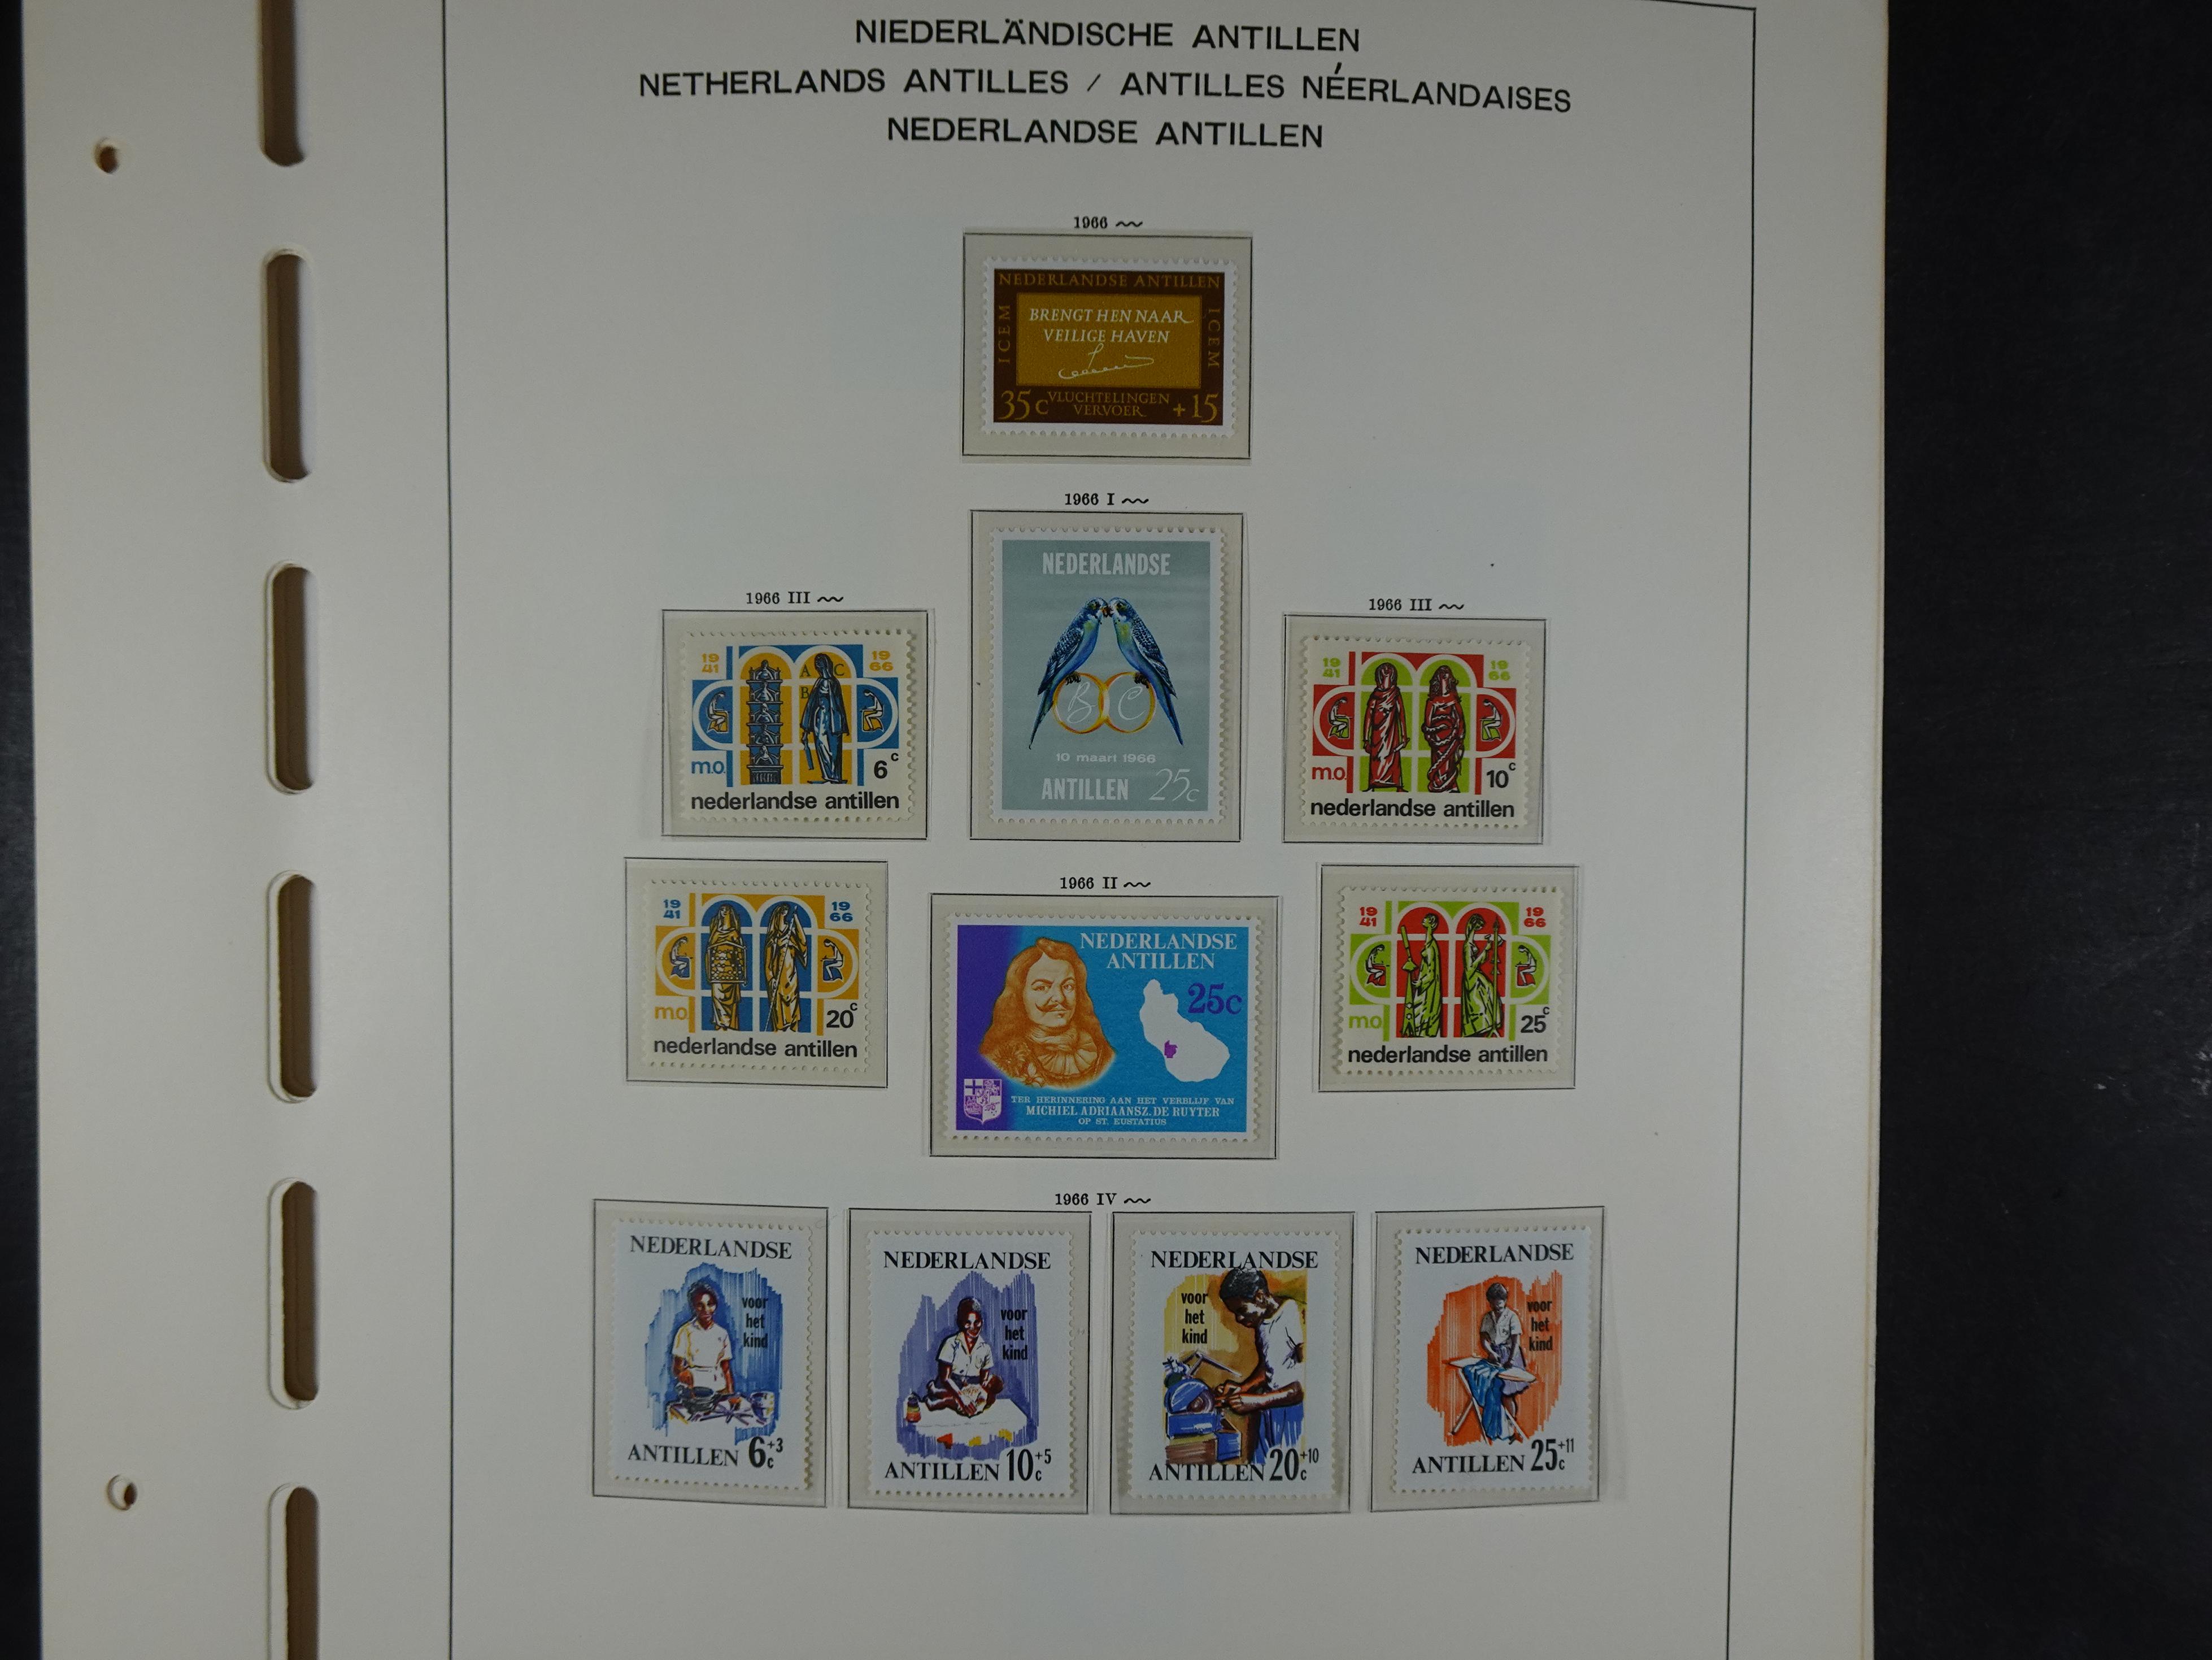 NIEDERLÄNDISCHE ANTILLEN
NETHERLANDS ANTILLES / ANTILLES NÉERLANDAISES
NEDERLANDSE ANTILLEN
1966
NEDERLANDSE ANTILLEN
ICEM
BRENGT HEN NAAR
VEILIGE HAVEN
ICEM
35c VLUCHTELINGEN
VERVOER +15
1966 I
NEDERLANDSE
B C
10 maart 1966
ANTILLEN 25c
1966 III
19
41
A C
B
19
66
m.o. 6c
nederlandse antillen
1966 III
19
41
19
66
m.o. 10c
nederlandse antillen
19
41
19
66
m.o. 20c
nederlandse antillen
1966 II
NEDERLANDSE
ANTILLEN
25c
TER HERINNERING AAN HET VERBLIJF VAN
MICHIEL ADRIAANSZ. DE RUYTER
OP ST. EUSTATIUS
19
41
19
66
m.o. 25c
nederlandse antillen
1966 IV
NEDERLANDSE
voor
het
kind
ANTILLEN 6+3c
NEDERLANDSE
voor
het
kind
ANTILLEN 10+5c
NEDERLANDSE
voor
het
kind
ANTILLEN 20+10c
NEDERLANDSE
voor
het
kind
ANTILLEN 25+11c